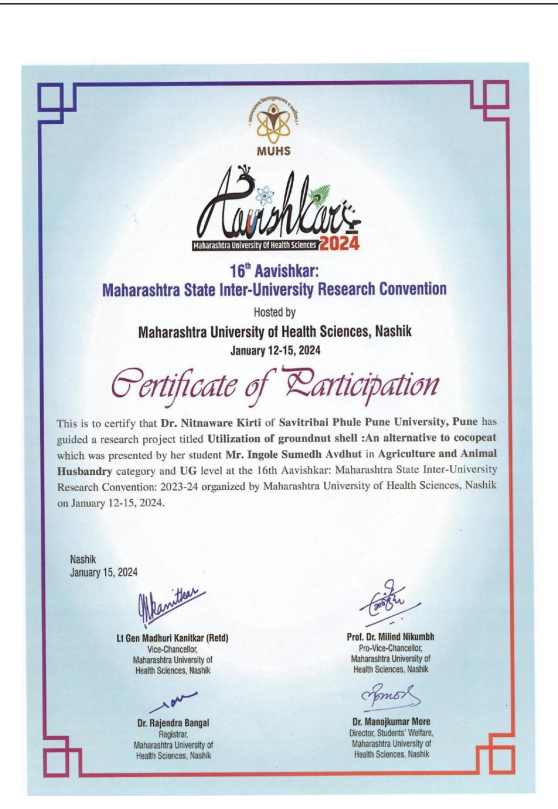 MUHS
Aavishkar
Maharashtra University Of Health Sciences 2024
16th Aavishkar:
Maharashtra State Inter-University Research Convention
Hosted by
Maharashtra University of Health Sciences, Nashik
January 12-15, 2024
Certificate of Participation
This is to certify that Dr. Nitnaware Kirti of Savitribai Phule Pune University, Pune has
guided a research project titled Utilization of groundnut shell :An alternative to cocopeat
which was presented by her student Mr. Ingole Sumedh Avdhut in Agriculture and Animal
Husbandry category and UG level at the 16th Aavishkar: Maharashtra State Inter-University
Research Convention: 2023-24 organized by Maharashtra University of Health Sciences, Nashik
on January 12-15, 2024.
Nashik
January 15, 2024
Lt Gen Madhuri Kanitkar (Retd)
Vice-Chancellor,
Maharashtra University of
Health Sciences, Nashik
Prof. Dr. Milind Nikumbh
Pro-Vice-Chancellor,
Maharashtra University of
Health Sciences, Nashik
Dr. Rajendra Bangal
Registrar,
Maharashtra University of
Health Sciences, Nashik
Dr. Manojkumar More
Director, Students' Welfare,
Maharashtra University of
Health Sciences, Nashik